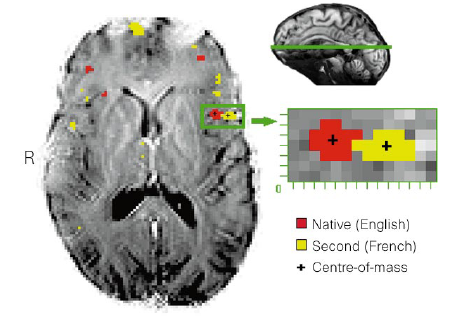 R
0
Native (English)
Second (French)
Centre-of-mass